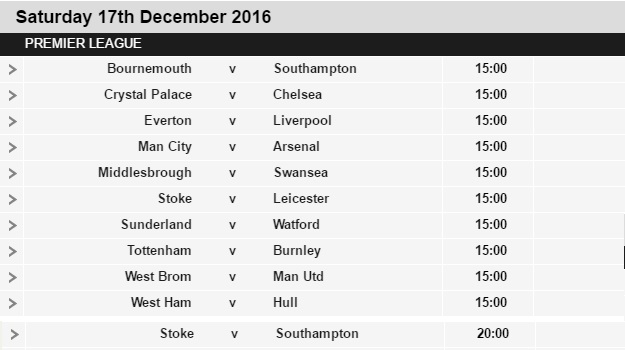 Saturday 17th December 2016
PREMIER LEAGUE
> Bournemouth v Southampton 15:00
> Crystal Palace v Chelsea 15:00
> Everton v Liverpool 15:00
> Man City v Arsenal 15:00
> Middlesbrough v Swansea 15:00
> Stoke v Leicester 15:00
> Sunderland v Watford 15:00
> Tottenham v Burnley 15:00
> West Brom v Man Utd 15:00
> West Ham v Hull 15:00
> Stoke v Southampton 20:00